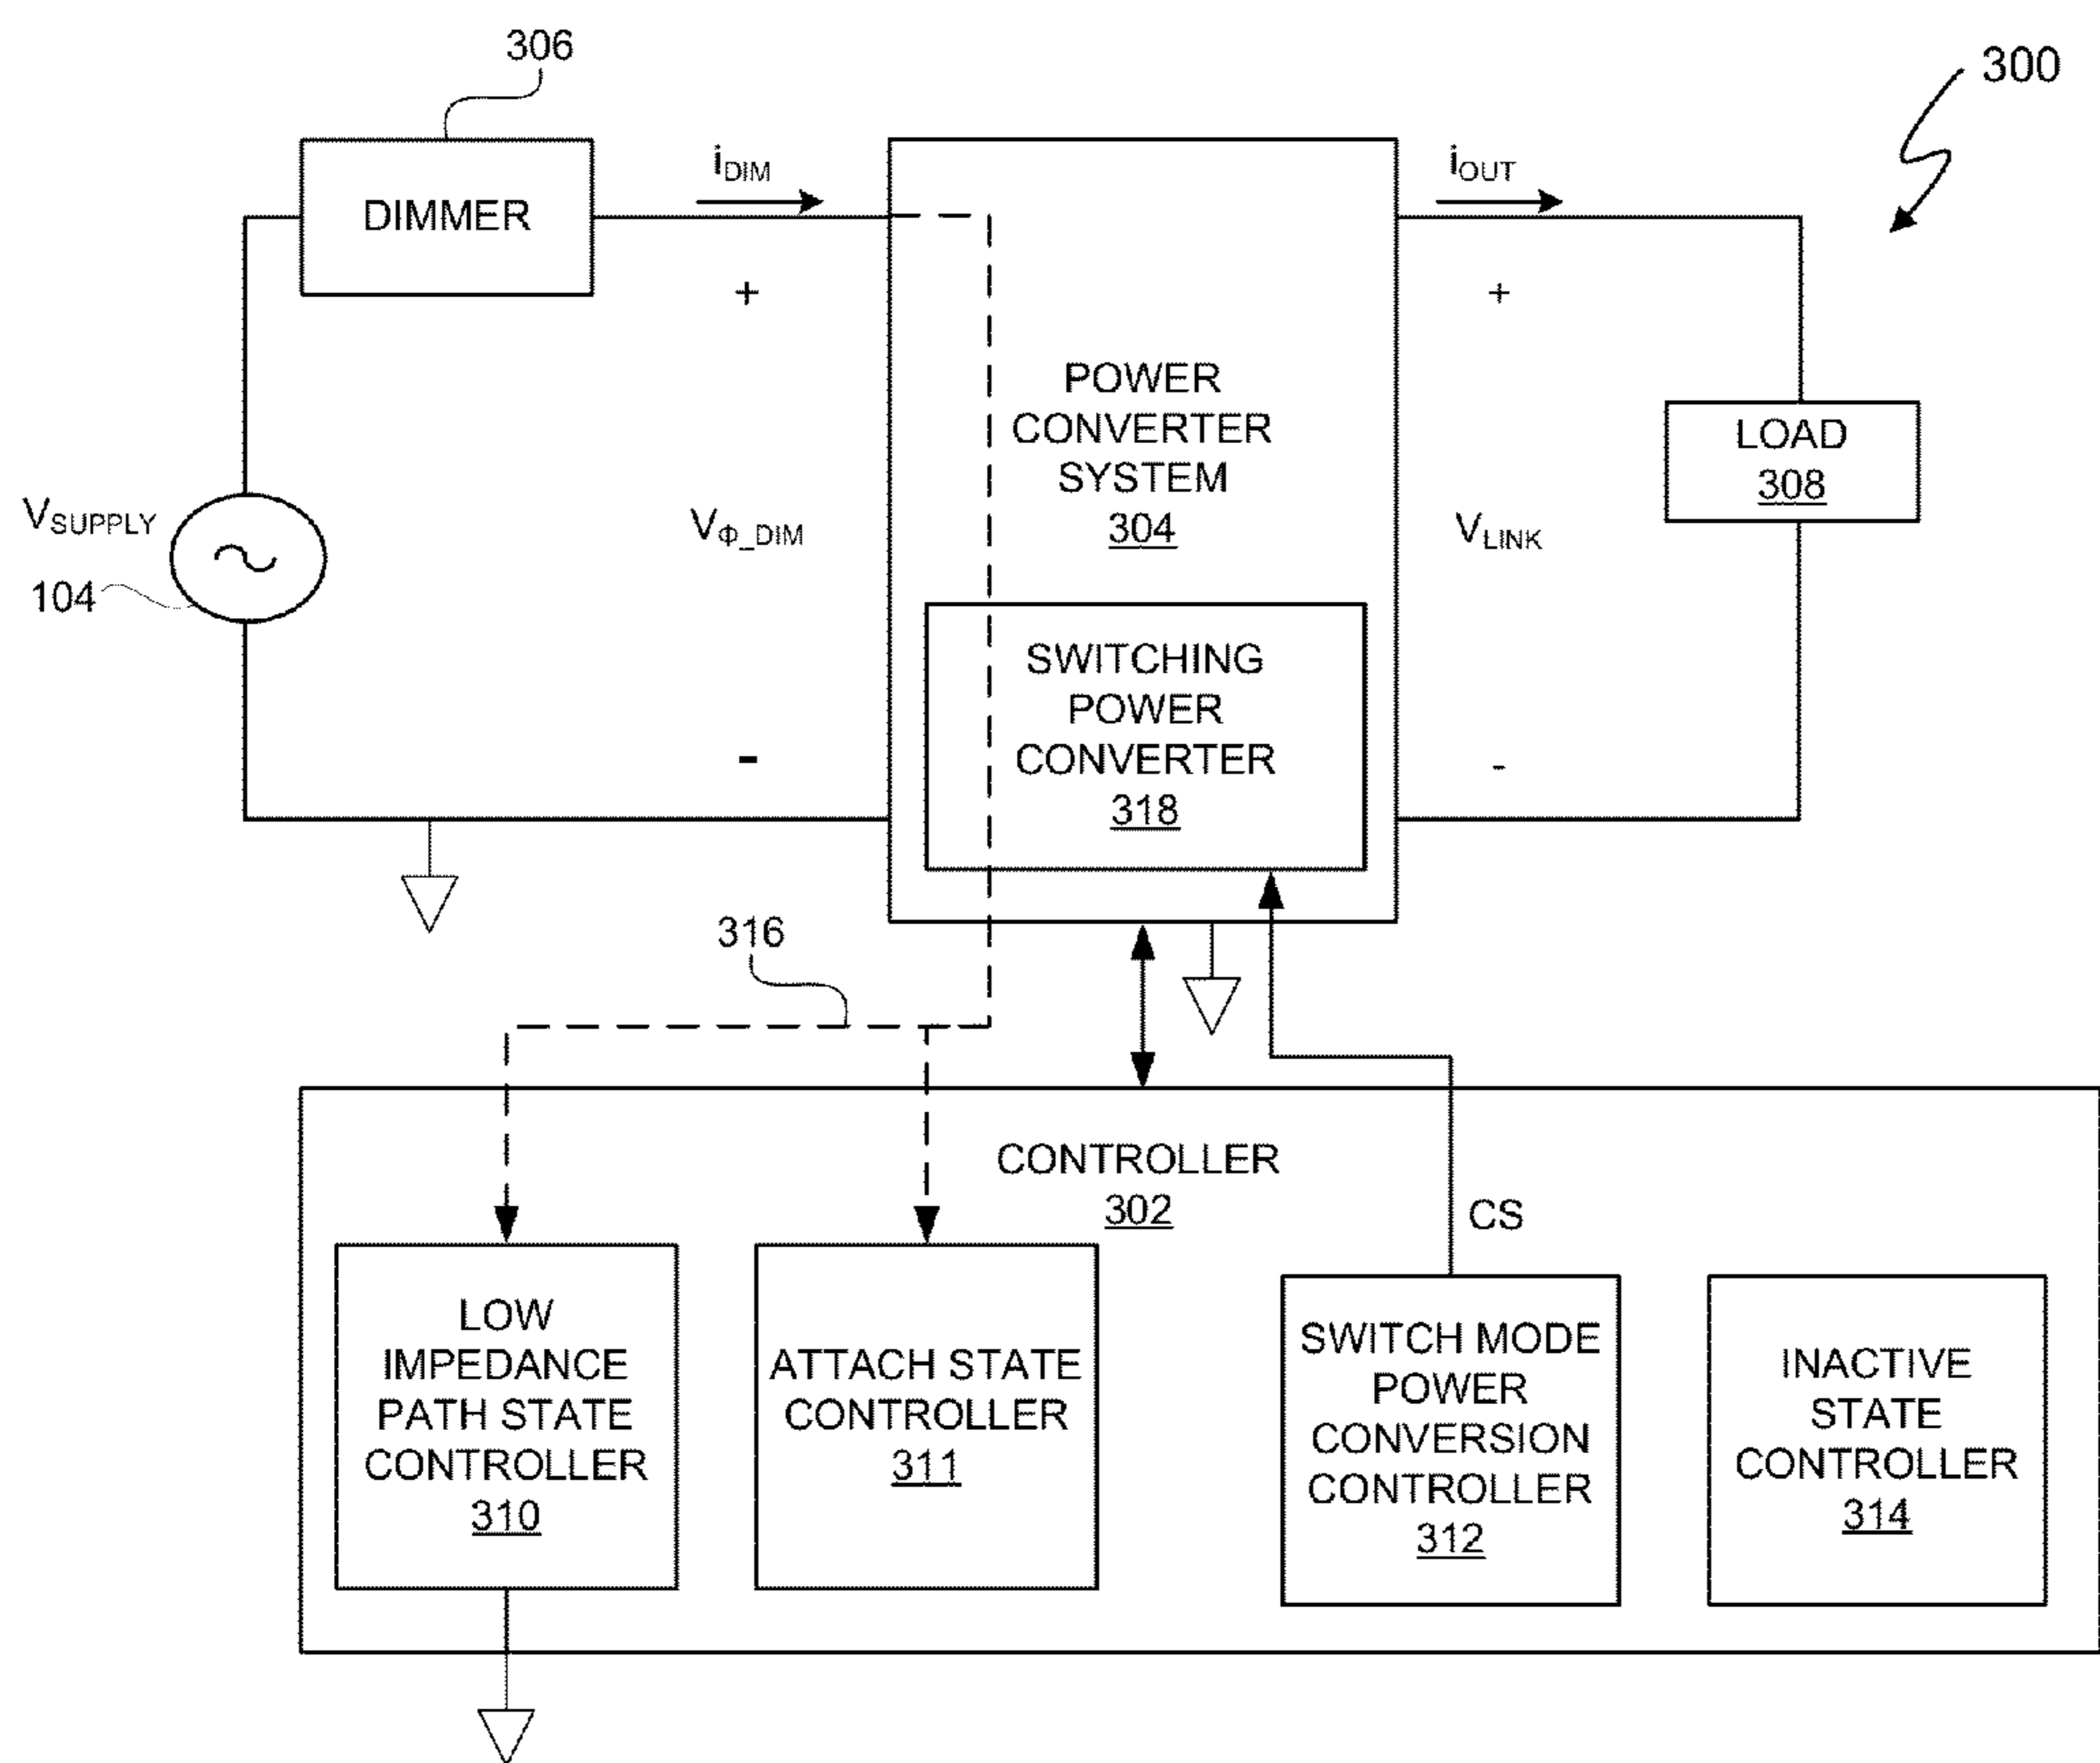 306
300
iDIM
iOUT
DIMMER
+
+
POWER
CONVERTER
SYSTEM
304
LOAD
308
VSUPPLY
104
VΦ_DIM
VLINK
SWITCHING
POWER
CONVERTER
318
-
-
316
CONTROLLER
302
CS
LOW
IMPEDANCE
PATH STATE
CONTROLLER
310
ATTACH STATE
CONTROLLER
311
SWITCH MODE
POWER
CONVERSION
CONTROLLER
312
INACTIVE
STATE
CONTROLLER
314